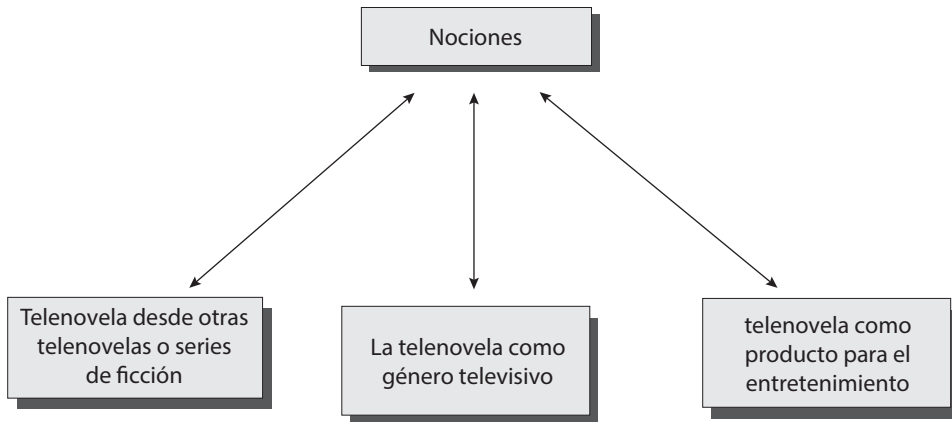 Nociones
Telenovela desde otras
telenovelas o series
de ficción
La telenovela como
género televisivo
telenovela como
producto para el
entretenimiento